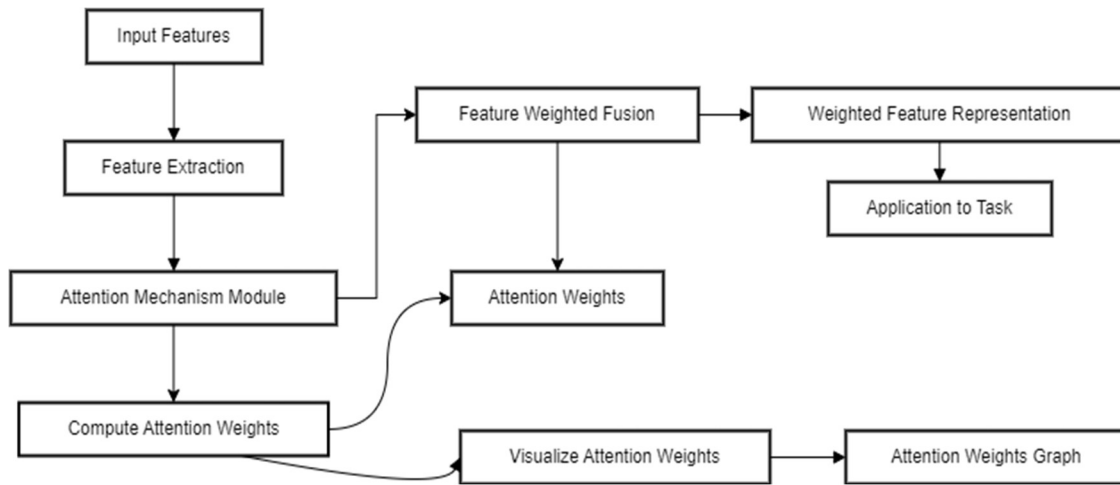 Input Features
Feature Weighted Fusion
Weighted Feature Representation
Feature Extraction
Application to Task
Attention Mechanism Module
Attention Weights
Compute Attention Weights
Visualize Attention Weights
Attention Weights Graph